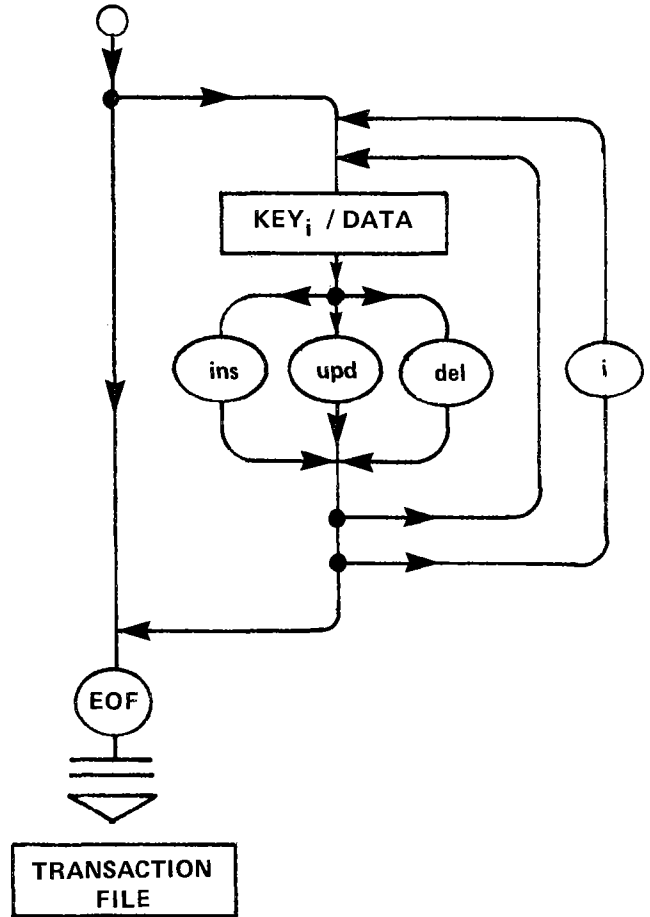 KEYi / DATA
ins upd del
i
EOF
TRANSACTION
FILE